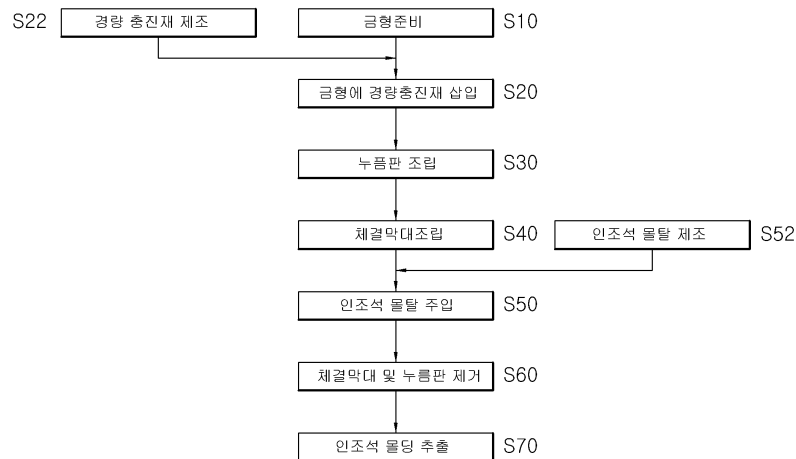 S22 경량 충진재 제조 금형준비 S10
금형에 경량충진재 삽입 S20
누픔판 조립 S30
체결막대조립 S40 인조석 몰탈 제조 S52
인조석 몰탈 주입 S50
체결막대 및 누름판 제거 S60
인조석 몰딩 추출 S70